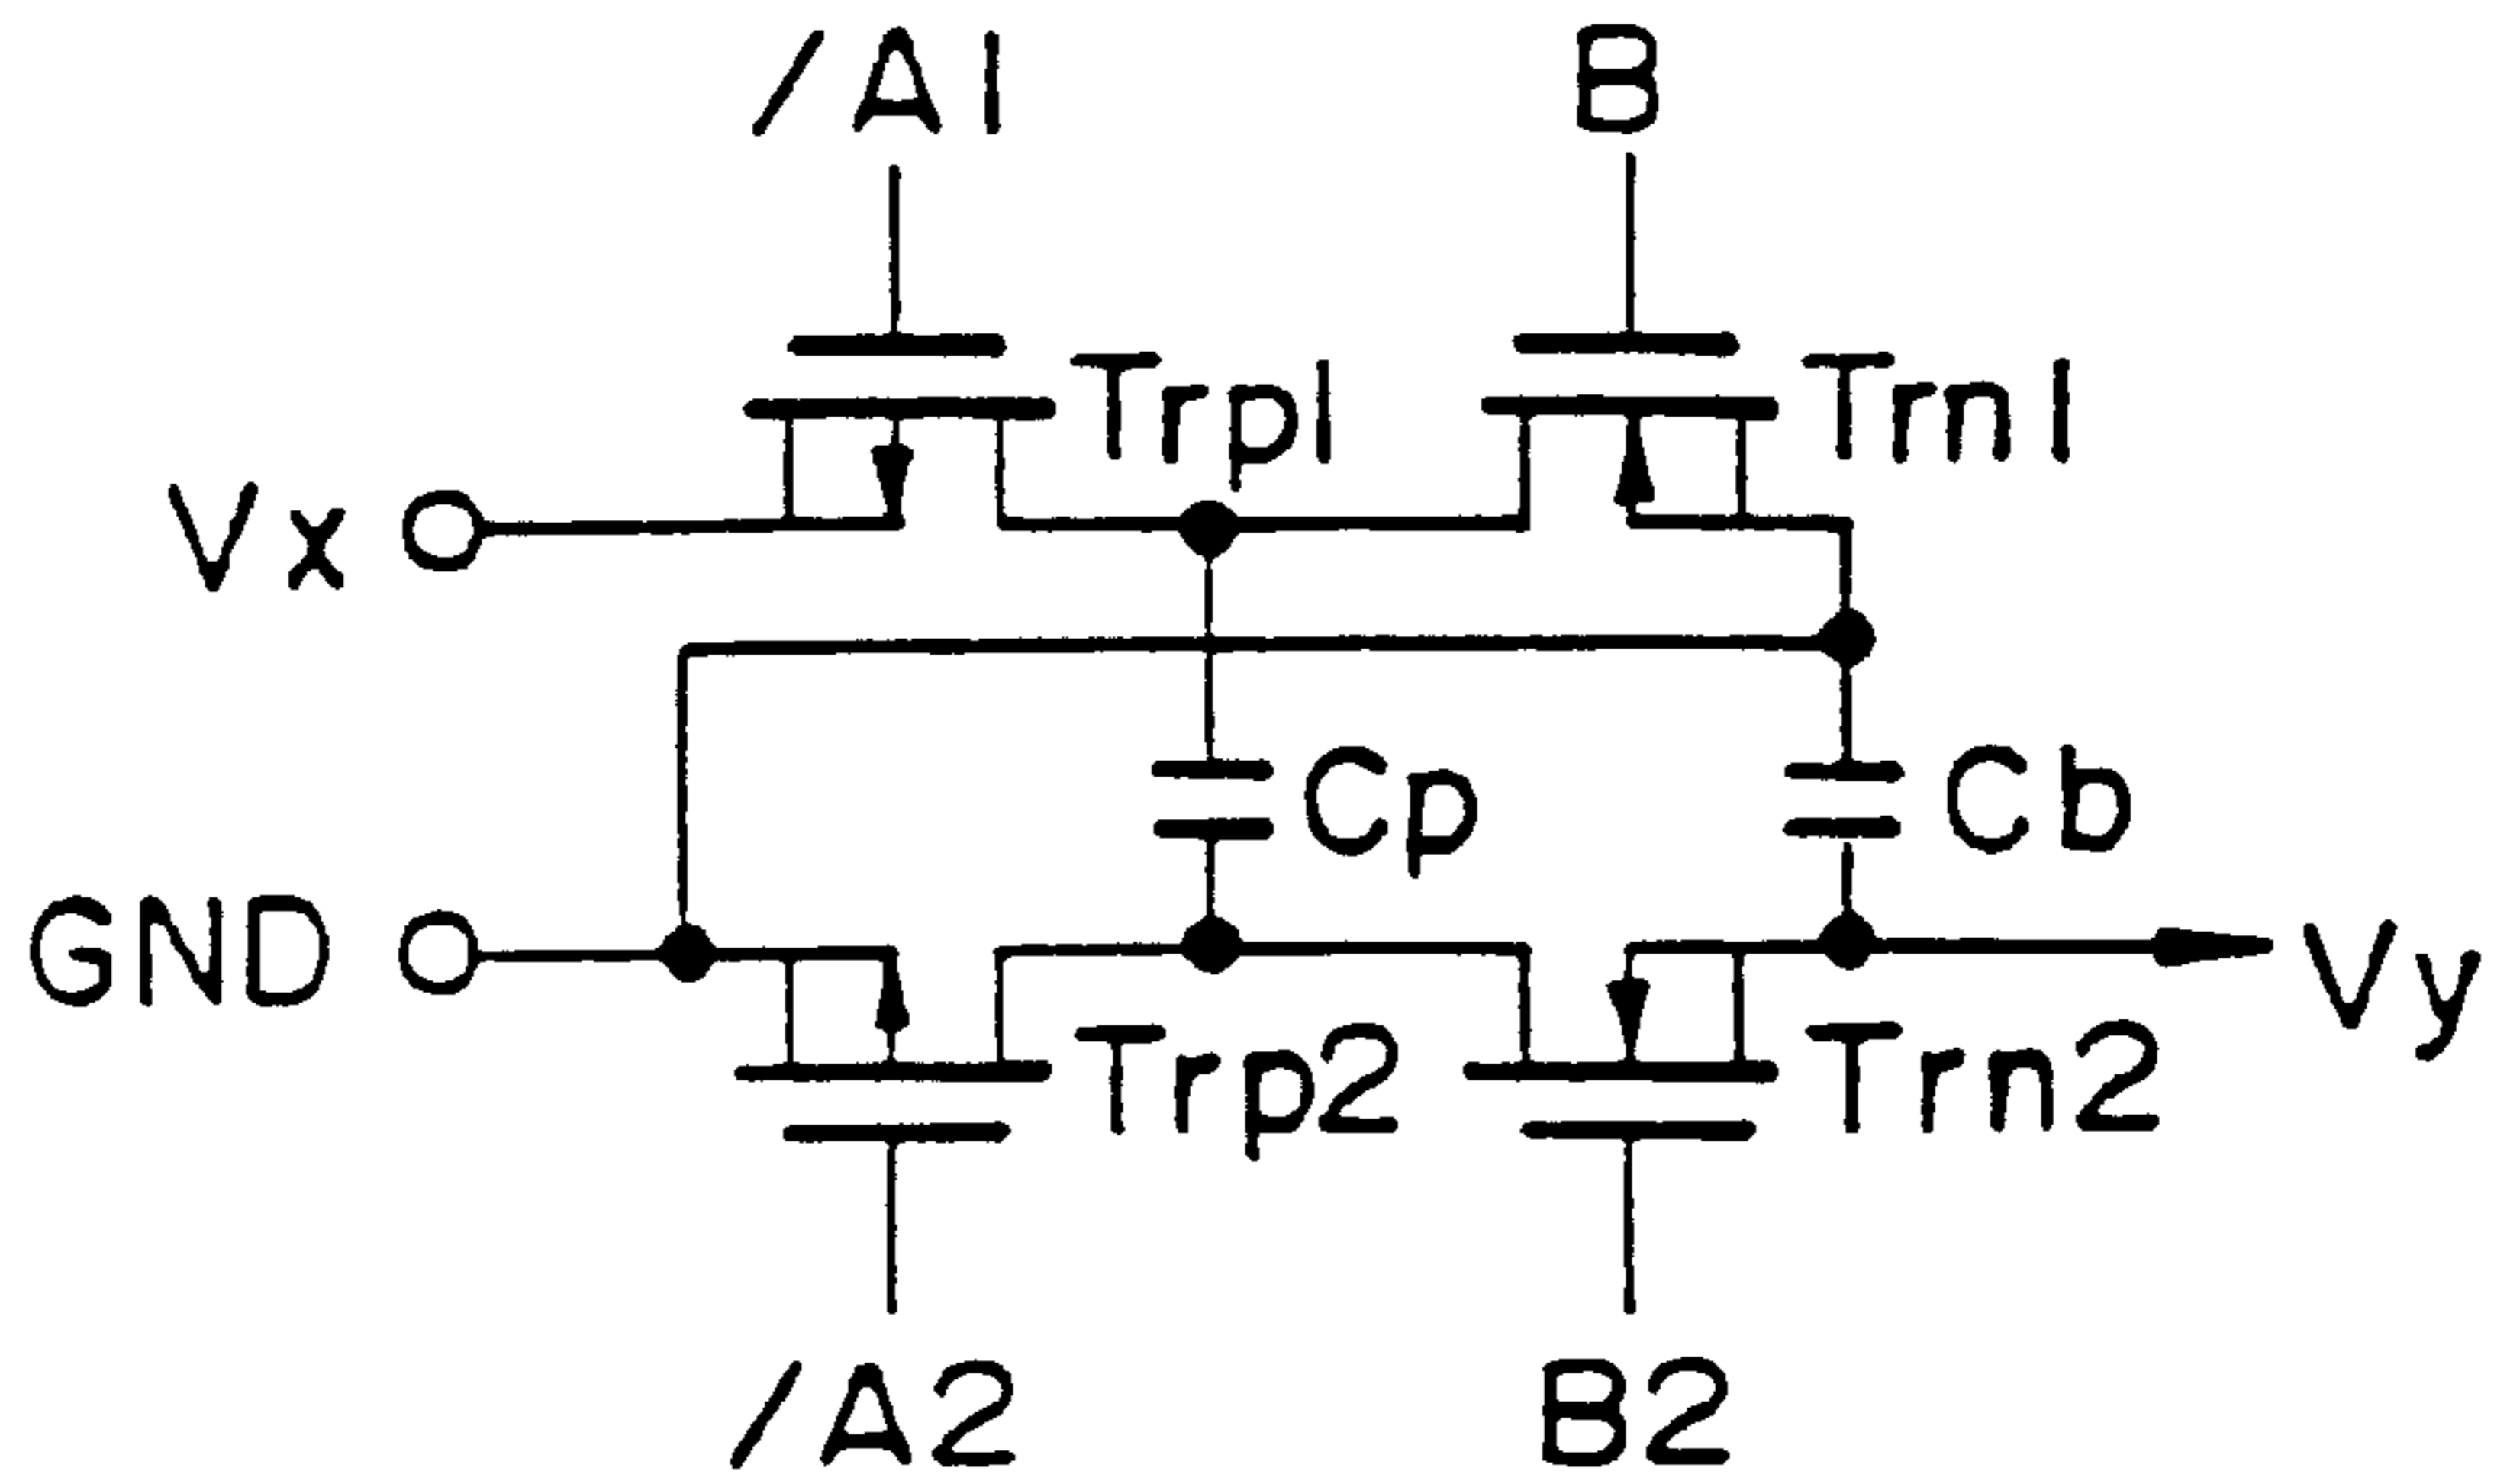 /A1 B
Trp1 Trn1
Vx
Cp Cb
GND Vy
Trp2 Trn2
/A2 B2